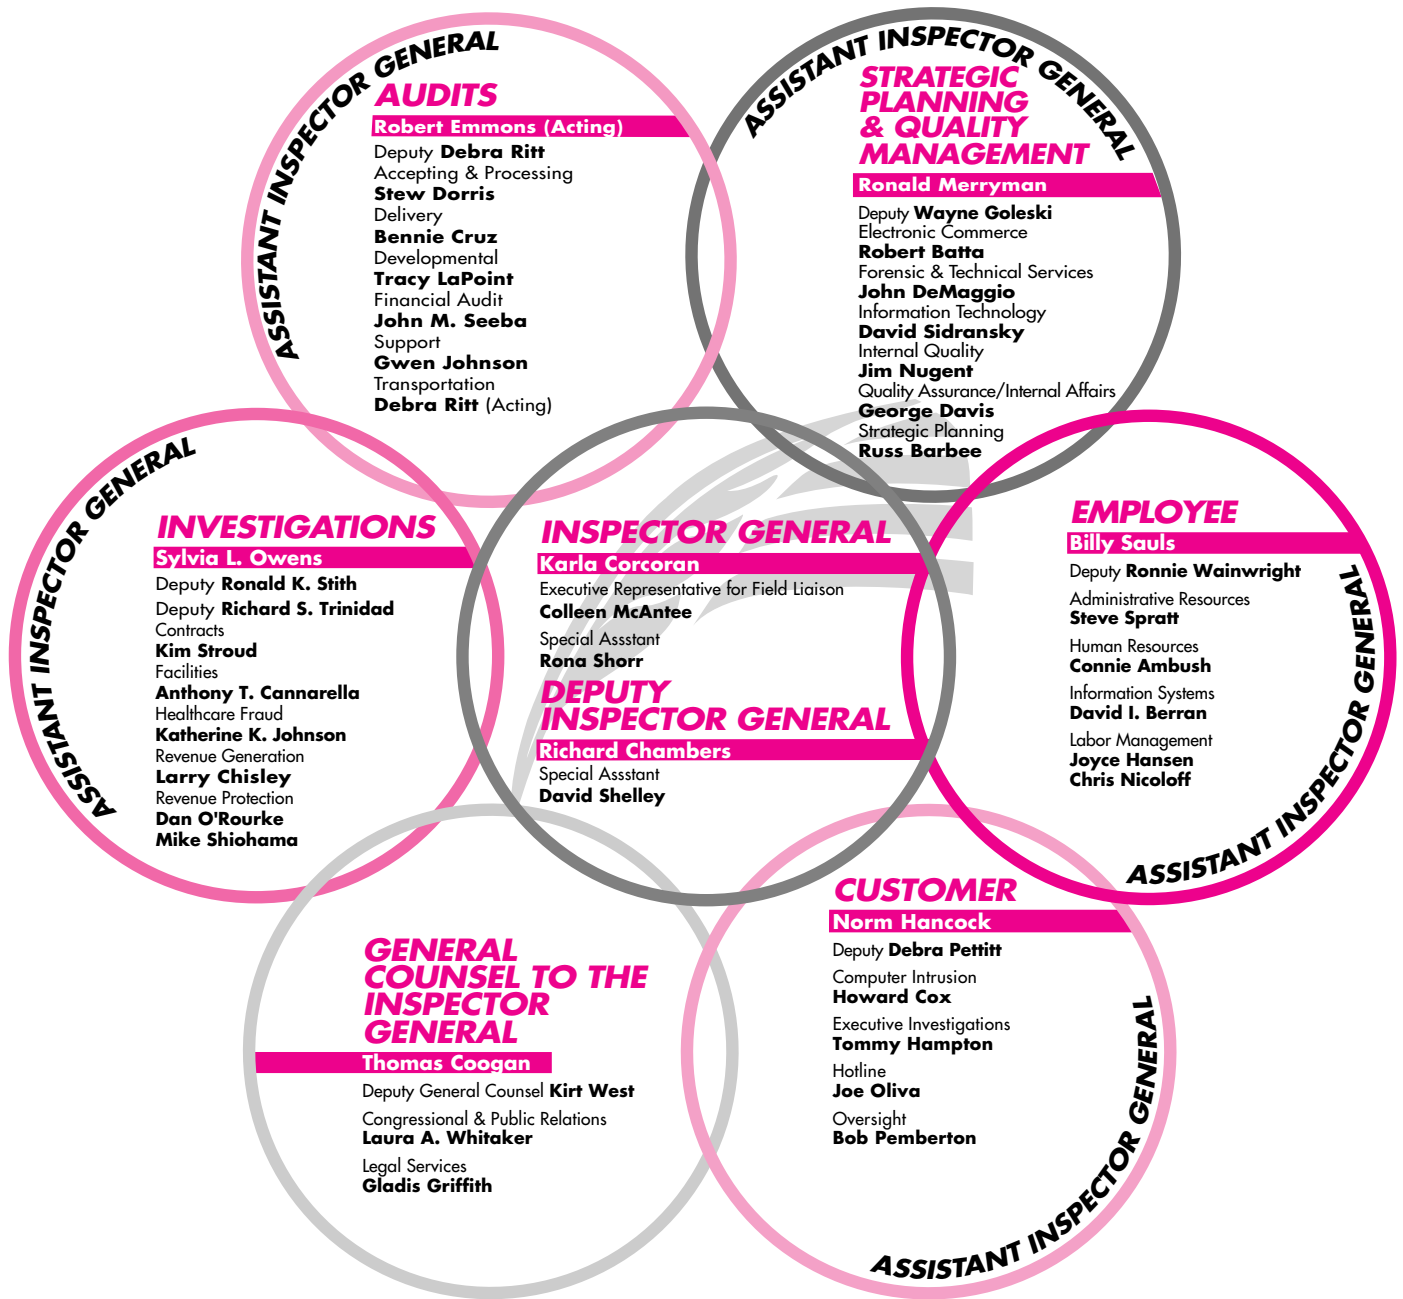 ASSISTANT INSPECTOR GENERAL
AUDITS
Robert Emmons (Acting)
Deputy Debra Ritt
Accepting & Processing
Stew Dorris
Delivery
Bennie Cruz
Developmental
Tracy LaPoint
Financial Audit
John M. Seeba
Support
Gwen Johnson
Transportation
Debra Ritt (Acting)
ASSISTANT INSPECTOR GENERAL
STRATEGIC
PLANNING
& QUALITY
MANAGEMENT
Ronald Merryman
Deputy Wayne Goleski
Electronic Commerce
Robert Batta
Forensic & Technical Services
John DeMaggio
Information Technology
David Sidransky
Internal Quality
Jim Nugent
Quality Assurance/Internal Affairs
George Davis
Strategic Planning
Russ Barbee
ASSISTANT INSPECTOR GENERAL
INVESTIGATIONS
Sylvia L. Owens
Deputy Ronald K. Stith
Deputy Richard S. Trinidad
Contracts
Kim Stroud
Facilities
Anthony T. Cannarella
Healthcare Fraud
Katherine K. Johnson
Revenue Generation
Larry Chisley
Revenue Protection
Dan O'Rourke
Mike Shiohama
INSPECTOR GENERAL
Karla Corcoran
Executive Representative for Field Liaison
Colleen McAntee
Special Assstant
Rona Shorr
DEPUTY
INSPECTOR GENERAL
Richard Chambers
Special Assstant
David Shelley
EMPLOYEE
Billy Sauls
Deputy Ronnie Wainwright
Administrative Resources
Steve Spratt
Human Resources
Connie Ambush
Information Systems
David I. Berran
Labor Management
Joyce Hansen
Chris Nicoloff
ASSISTANT INSPECTOR GENERAL
GENERAL
COUNSEL TO THE
INSPECTOR
GENERAL
Thomas Coogan
Deputy General Counsel Kirt West
Congressional & Public Relations
Laura A. Whitaker
Legal Services
Gladis Griffith
CUSTOMER
Norm Hancock
Deputy Debra Pettitt
Computer Intrusion
Howard Cox
Executive Investigations
Tommy Hampton
Hotline
Joe Oliva
Oversight
Bob Pemberton
ASSISTANT INSPECTOR GENERAL